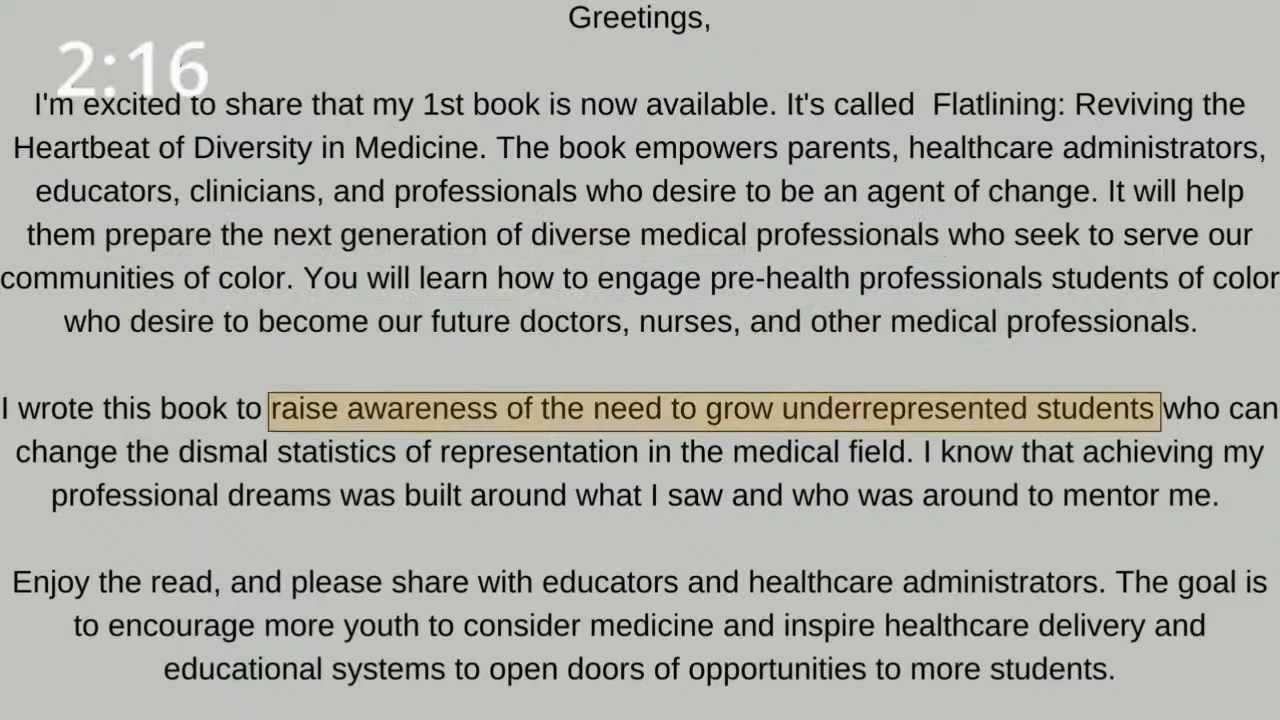 Greetings,
2:16
I'm excited to share that my 1st book is now available. It's called  Flatlining: Reviving the
Heartbeat of Diversity in Medicine. The book empowers parents, healthcare administrators,
educators, clinicians, and professionals who desire to be an agent of change. It will help
them prepare the next generation of diverse medical professionals who seek to serve our
communities of color. You will learn how to engage pre-health professionals students of color
who desire to become our future doctors, nurses, and other medical professionals.
I wrote this book to raise awareness of the need to grow underrepresented students who can
change the dismal statistics of representation in the medical field. I know that achieving my
professional dreams was built around what I saw and who was around to mentor me.
Enjoy the read, and please share with educators and healthcare administrators. The goal is
to encourage more youth to consider medicine and inspire healthcare delivery and
educational systems to open doors of opportunities to more students.